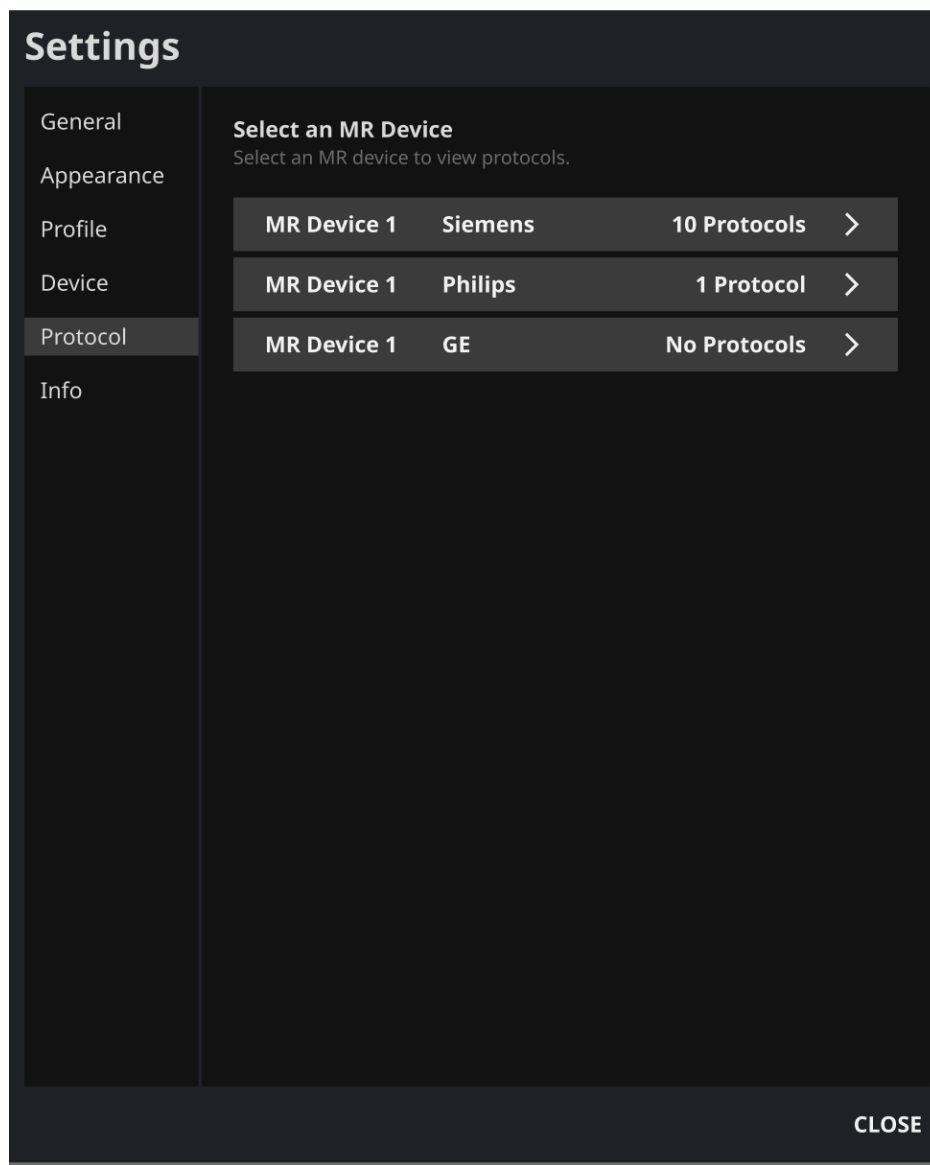 Settings
General
Appearance
Profile
Device
Protocol
Info
Select an MR Device
Select an MR device to view protocols.
MR Device 1 Siemens 10 Protocols
MR Device 1 Philips 1 Protocol
MR Device 1 GE No Protocols
CLOSE